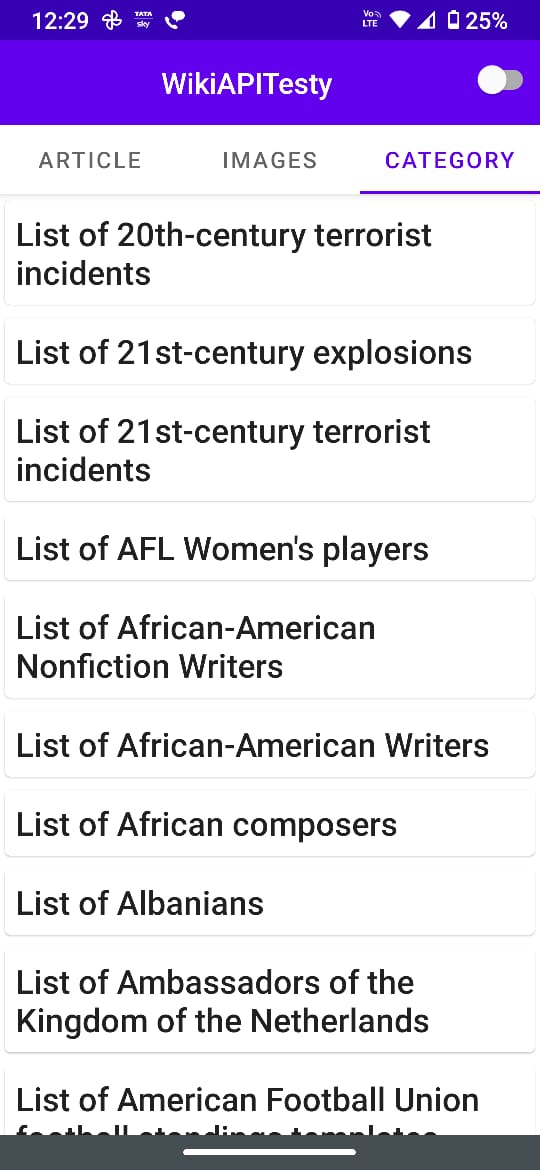 12:29 TATA sky Vo) LTE 25%
WikiAPITesty
ARTICLE IMAGES CATEGORY
List of 20th-century terrorist
incidents
List of 21st-century explosions
List of 21st-century terrorist
incidents
List of AFL Women's players
List of African-American
Nonfiction Writers
List of African-American Writers
List of African composers
List of Albanians
List of Ambassadors of the
Kingdom of the Netherlands
List of American Football Union
football standings templates